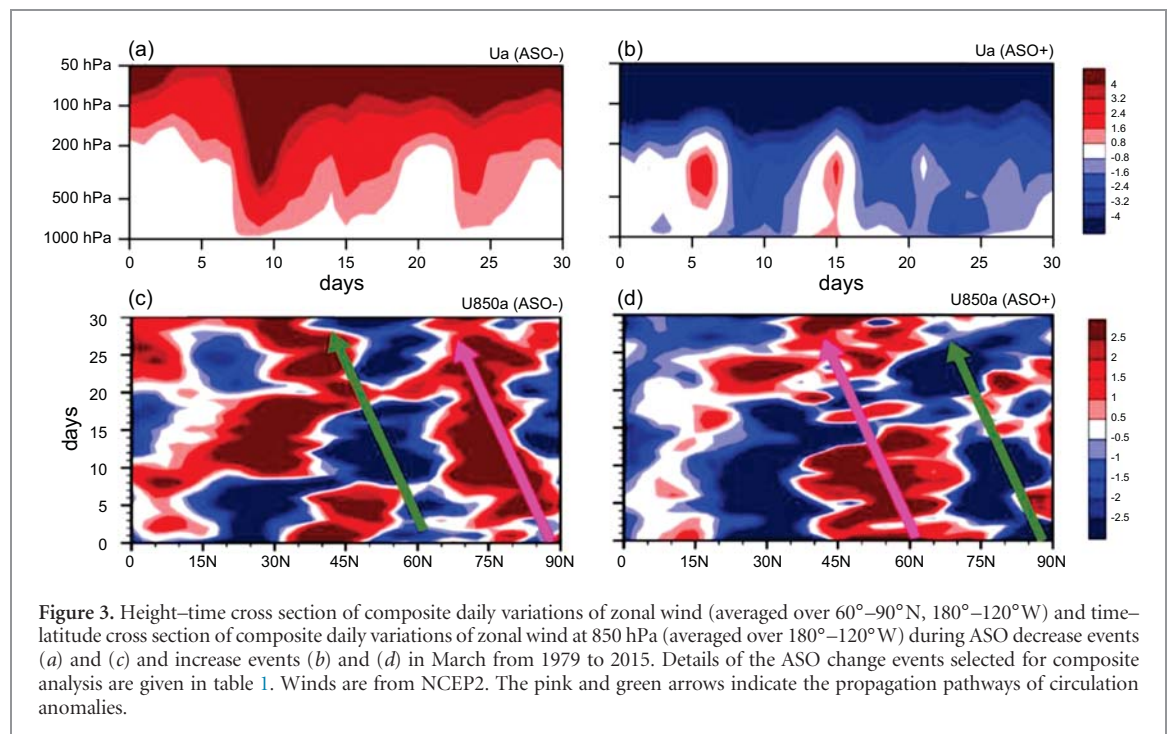 (a) Ua (ASO-)
50 hPa
100 hPa
200 hPa
500 hPa
1000 hPa
0 5 10 15 20 25 30
days
(b) Ua (ASO+)
0 5 10 15 20 25 30
days
4
3.2
2.4
1.6
0.8
-0.8
-1.6
-2.4
-3.2
-4
(c) U850a (ASO-)
days
30
25
20
15
10
5
0
0 15N 30N 45N 60N 75N 90N
(d) U850a (ASO+)
0 15N 30N 45N 60N 75N 90N
2.5
2
1.5
1
0.5
-0.5
-1
-1.5
-2
-2.5
Figure 3. Height–time cross section of composite daily variations of zonal wind (averaged over 60°–90°N, 180°–120°W) and time–
latitude cross section of composite daily variations of zonal wind at 850 hPa (averaged over 180°–120°W) during ASO decrease events
(a) and (c) and increase events (b) and (d) in March from 1979 to 2015. Details of the ASO change events selected for composite
analysis are given in table 1. Winds are from NCEP2. The pink and green arrows indicate the propagation pathways of circulation
anomalies.